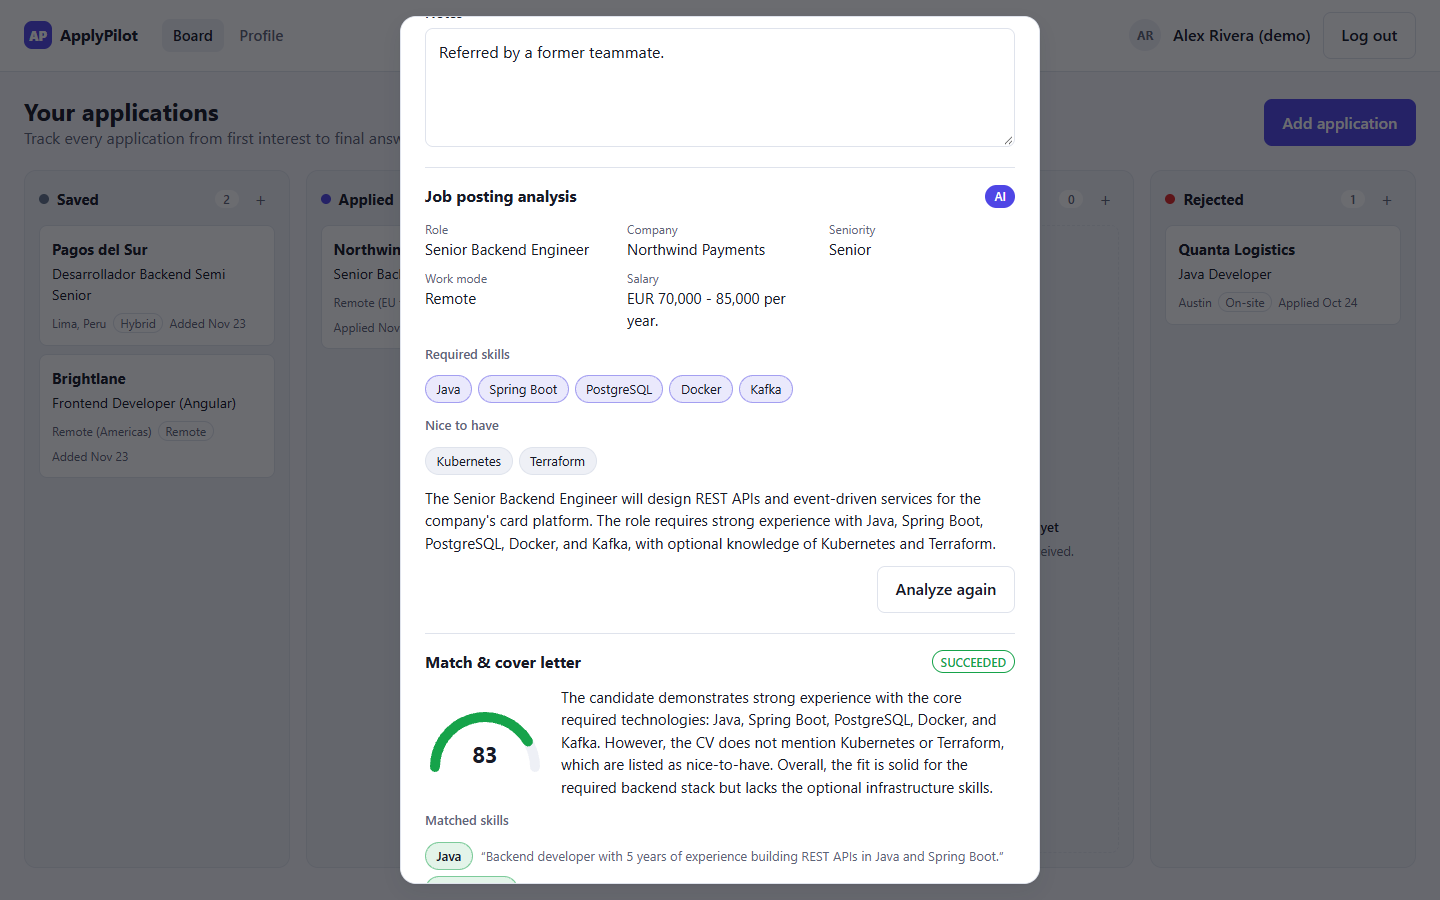 AP ApplyPilot
Board
Profile
AR
Alex Rivera (demo)
Log out
Your applications
Track every application from first interest to final answ
Add application
Saved
2
+
Pagos del Sur
Desarrollador Backend Semi
Senior
Lima, Peru
Hybrid
Added Nov 23
Brightlane
Frontend Developer (Angular)
Remote (Americas)
Remote
Added Nov 23
Applied
Northwin
Senior Bac
Remote (EU
Applied Nov
0
+
yet
eived.
Rejected
1
+
Quanta Logistics
Java Developer
Austin
On-site
Applied Oct 24
Referred by a former teammate.
Job posting analysis
AI
Role
Senior Backend Engineer
Company
Northwind Payments
Seniority
Senior
Work mode
Remote
Salary
EUR 70,000 - 85,000 per
year.
Required skills
Java
Spring Boot
PostgreSQL
Docker
Kafka
Nice to have
Kubernetes
Terraform
The Senior Backend Engineer will design REST APIs and event-driven services for the
company's card platform. The role requires strong experience with Java, Spring Boot,
PostgreSQL, Docker, and Kafka, with optional knowledge of Kubernetes and Terraform.
Analyze again
Match & cover letter
SUCCEEDED
83
The candidate demonstrates strong experience with the core
required technologies: Java, Spring Boot, PostgreSQL, Docker, and
Kafka. However, the CV does not mention Kubernetes or Terraform,
which are listed as nice-to-have. Overall, the fit is solid for the
required backend stack but lacks the optional infrastructure skills.
Matched skills
Java
“Backend developer with 5 years of experience building REST APIs in Java and Spring Boot.”